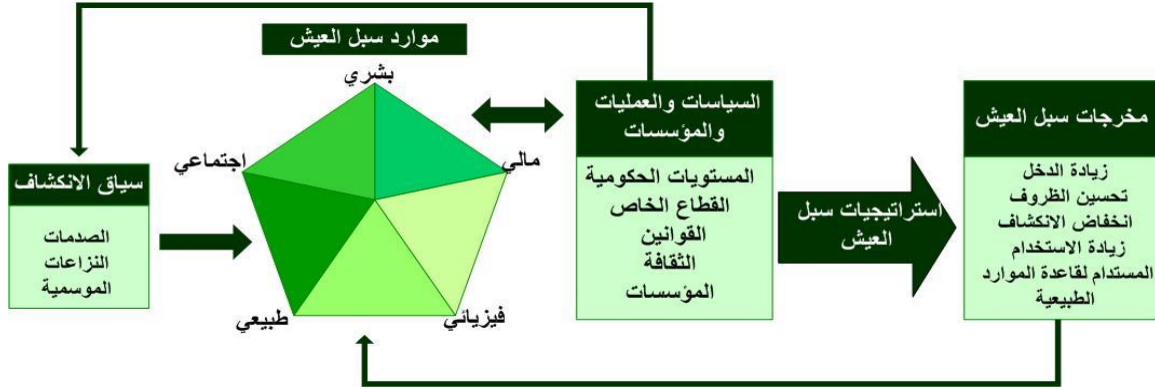 موارد سبل العيش
بشري
مالي
اجتماعي
فيزيائي
طبيعي
سياق الانكشاف
الصدمات
النزاعات
الموسمية
السياسات والعمليات
والمؤسسات
المستويات الحكومية
القطاع الخاص
القوانين
الثقافة
المؤسسات
استراتيجيات سبل
العيش
مخرجات سبل العيش
زيادة الدخل
تحسين الظروف
انخفاض الانكشاف
زيادة الاستخدام
المستدام لقاعدة الموارد
الطبيعية